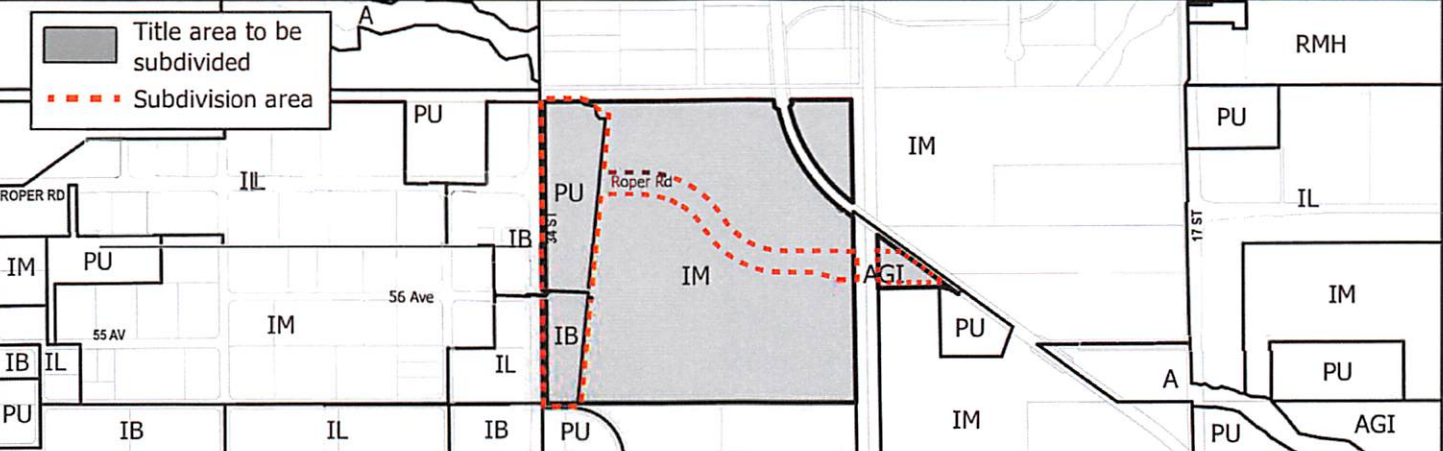 Title area to be
subdivided
Subdivision area
A
RMH
PU
PU
IM
IL
ROPER RD
PU
Roper Rd
IL
34 ST
17 ST
IB
IM
PU
IM
AGI
IM
56 Ave
IM
PU
55 AV
IB
IB
IL
IL
A
PU
PU
IB
IL
IB
PU
IM
PU
AGI